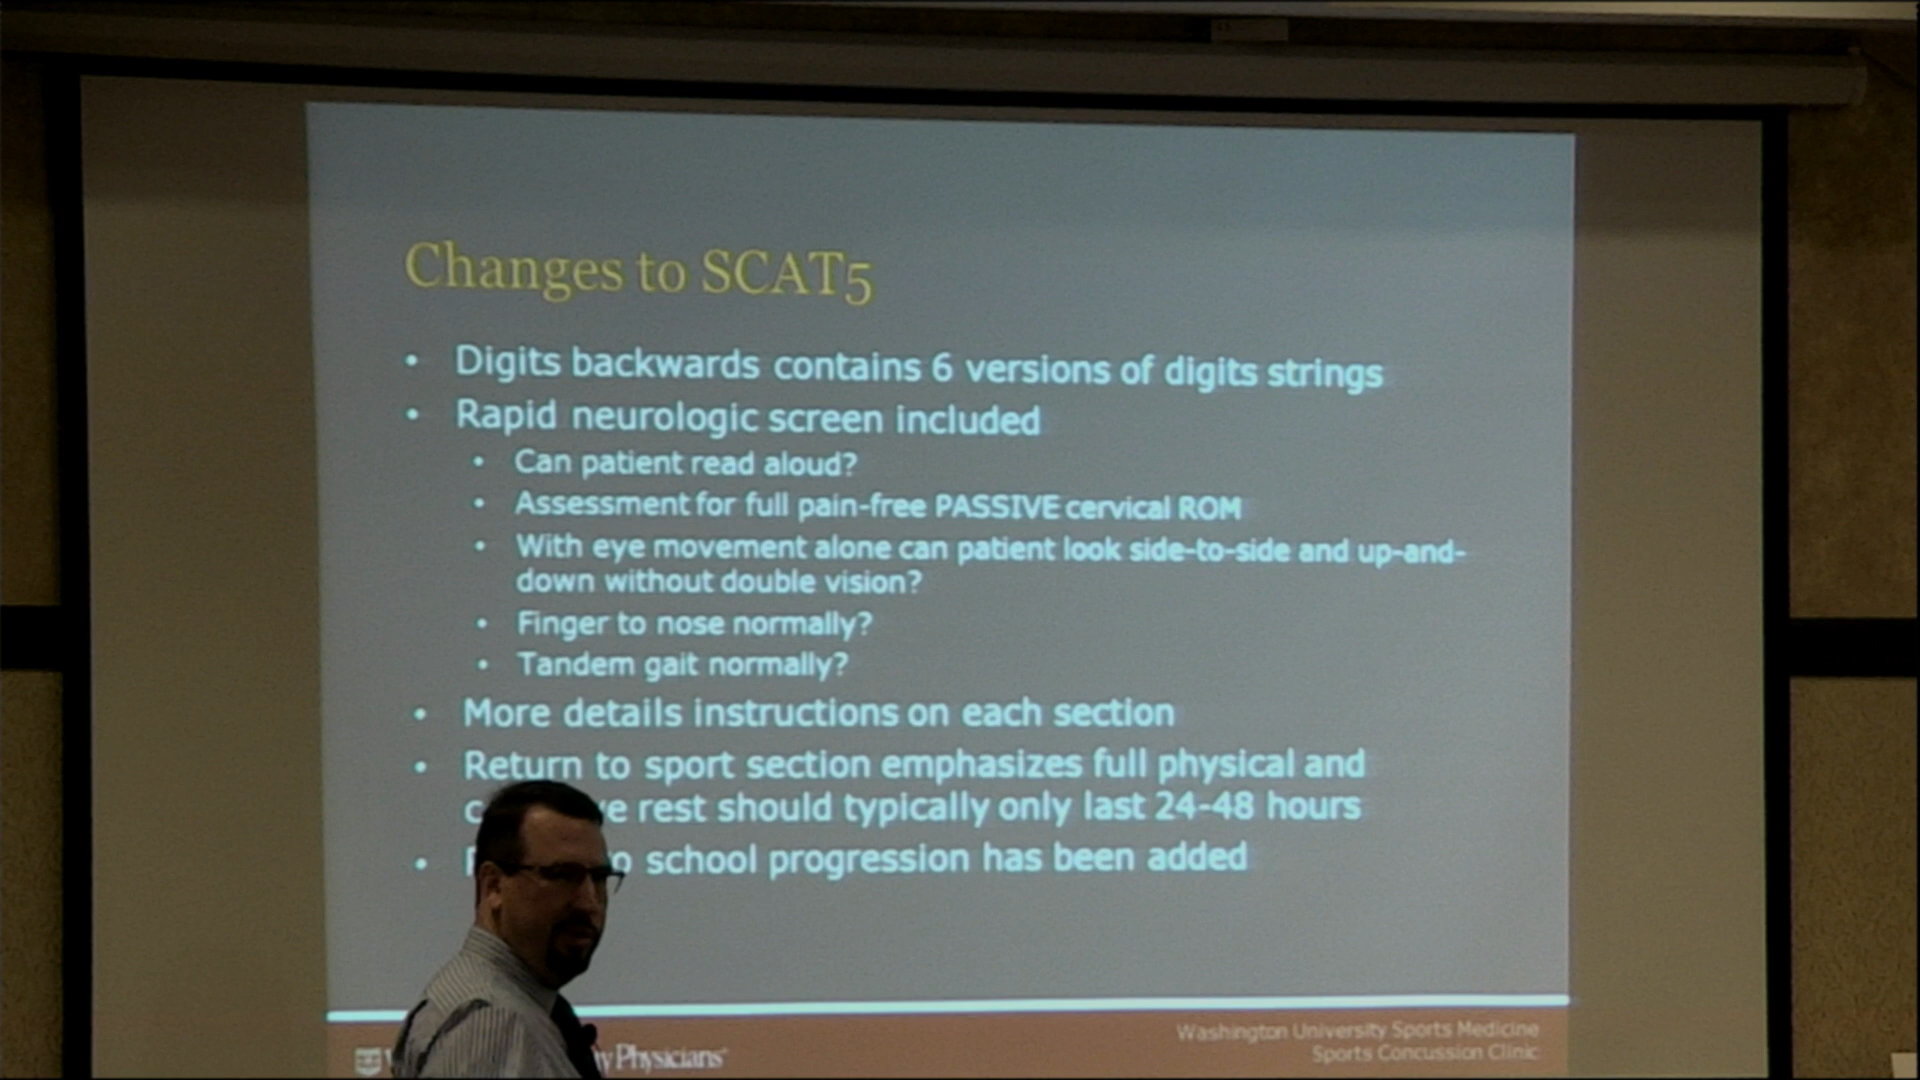 Changes to SCAT5
• Digits backwards contains 6 versions of digits strings
• Rapid neurologic screen included
• Can patient read aloud?
• Assessment for full pain-free PASSIVE cervical ROM
• With eye movement alone can patient look side-to-side and up-and-
down without double vision?
• Finger to nose normally?
• Tandem gait normally?
• More details instructions on each section
• Return to sport section emphasizes full physical and
rest should typically only last 24-48 hours
• school progression has been added
Physicians
Washington University Sports Medicine
Sports Concussion Clinic